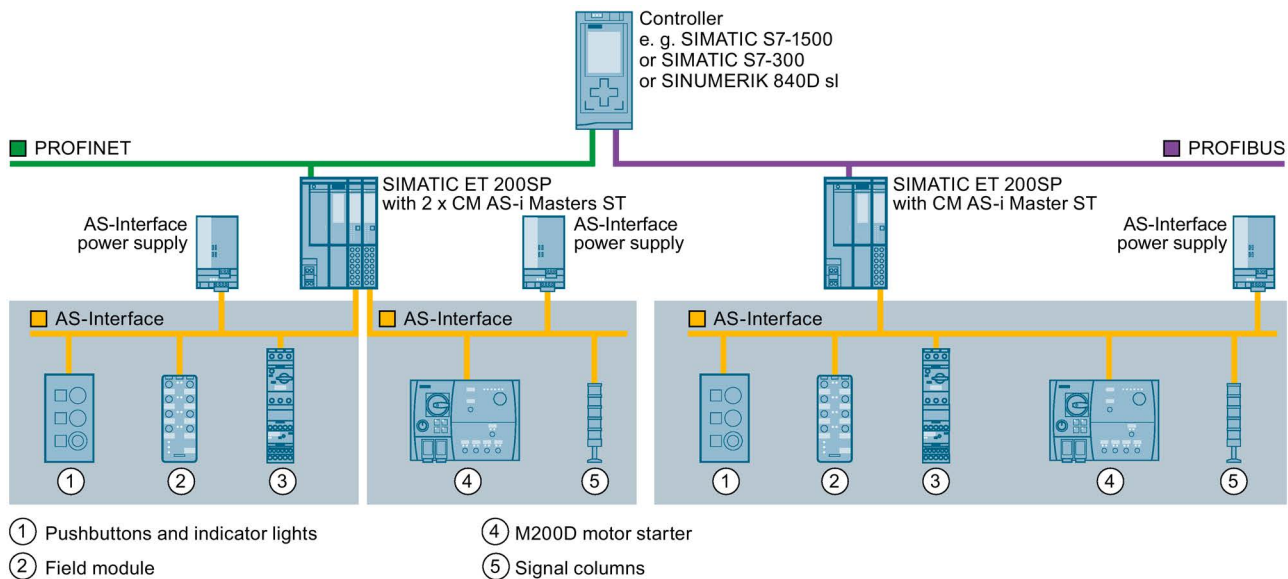 Controller
e. g. SIMATIC S7-1500
or SIMATIC S7-300
or SINUMERIK 840D sl
PROFINET
PROFIBUS
SIMATIC ET 200SP
with 2 x CM AS-i Masters ST
SIMATIC ET 200SP
with CM AS-i Master ST
AS-Interface
power supply
AS-Interface
power supply
AS-Interface
power supply
AS-Interface
AS-Interface
AS-Interface
1
2
3
4
5
1
2
3
4
5
1 Pushbuttons and indicator lights
4 M200D motor starter
2 Field module
5 Signal columns